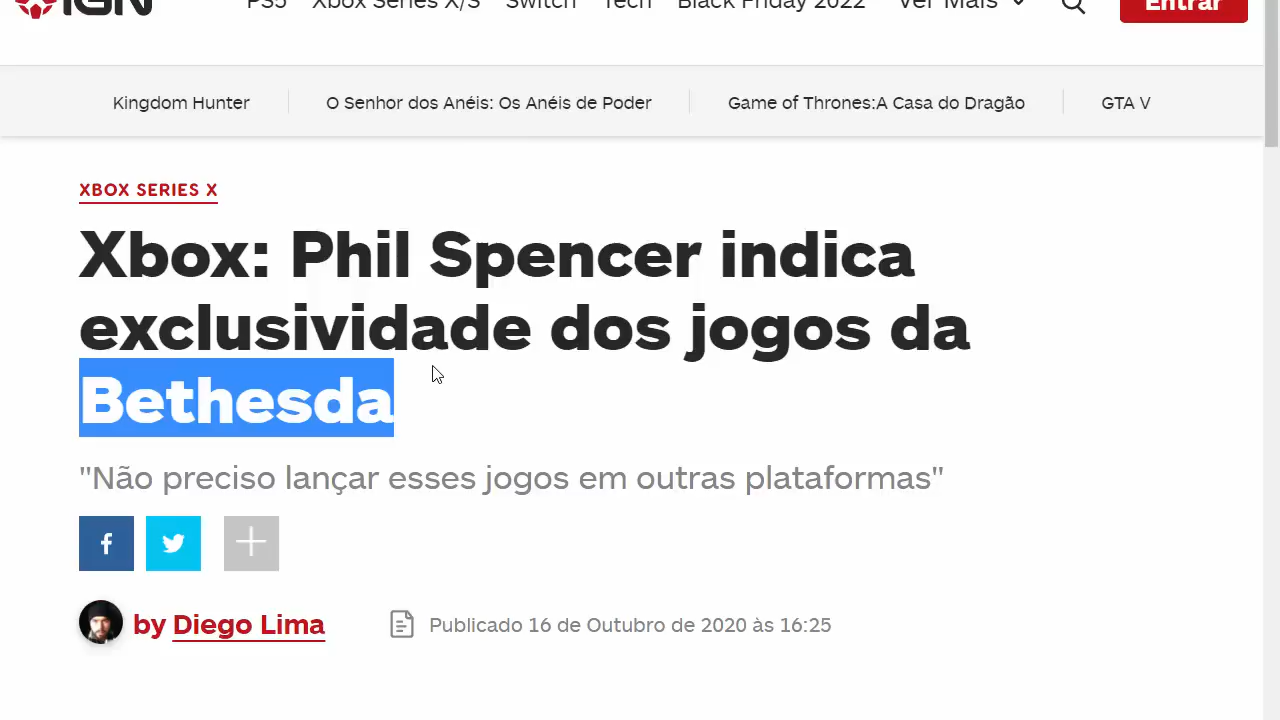 IGN
PS5 Xbox Series X/S Switch Tech Black Friday 2022 Ver Mais Entrar
Kingdom Hunter O Senhor dos Anéis: Os Anéis de Poder Game of Thrones:A Casa do Dragão GTA V
XBOX SERIES X
Xbox: Phil Spencer indica
exclusividade dos jogos da
Bethesda
"Não preciso lançar esses jogos em outras plataformas"
by Diego Lima Publicado 16 de Outubro de 2020 às 16:25